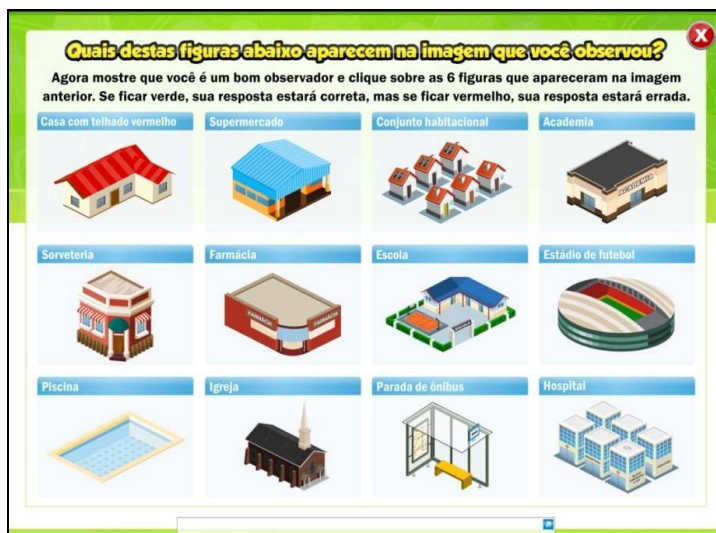 Quais destas figuras abaixo aparecem na imagem que você observou?
X
Agora mostre que você é um bom observador e clique sobre as 6 figuras que apareceram na imagem
anterior. Se ficar verde, sua resposta estará correta, mas se ficar vermelho, sua resposta estará errada.
Casa com telhado vermelho
Supermercado
Conjunto habitacional
Academia
ACADEMIA
Sorveteria
Farmácia
Escola
Estádio de futebol
FARMÁCIA
FARMÁCIA
ESCOLA
Piscina
Igreja
Parada de ônibus
Hospital